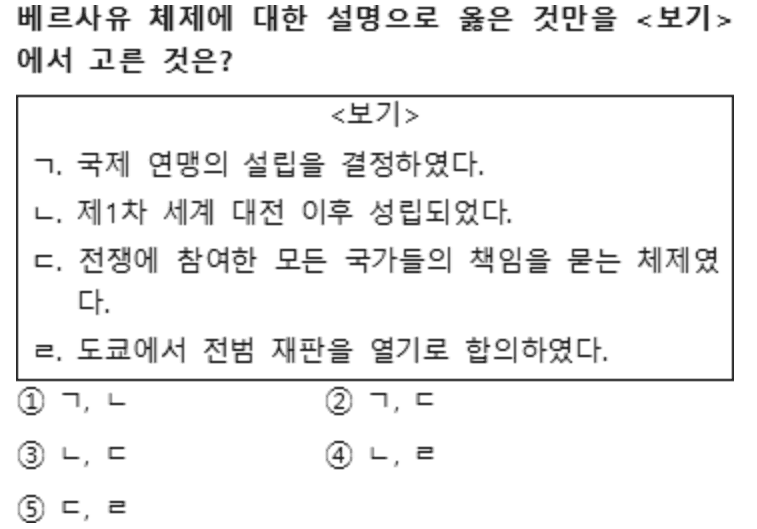 베르사유 체제에 대한 설명으로 옳은 것만을 <보기>
에서 고른 것은?
<보기>
ㄱ. 국제 연맹의 설립을 결정하였다.
ㄴ. 제1차 세계 대전 이후 성립되었다.
ㄷ. 전쟁에 참여한 모든 국가들의 책임을 묻는 체제였
다.
ㄹ. 도쿄에서 전범 재판을 열기로 합의하였다.
① ㄱ, ㄴ ② ㄱ, ㄷ
③ ㄴ, ㄷ ④ ㄴ, ㄹ
⑤ ㄷ, ㄹ